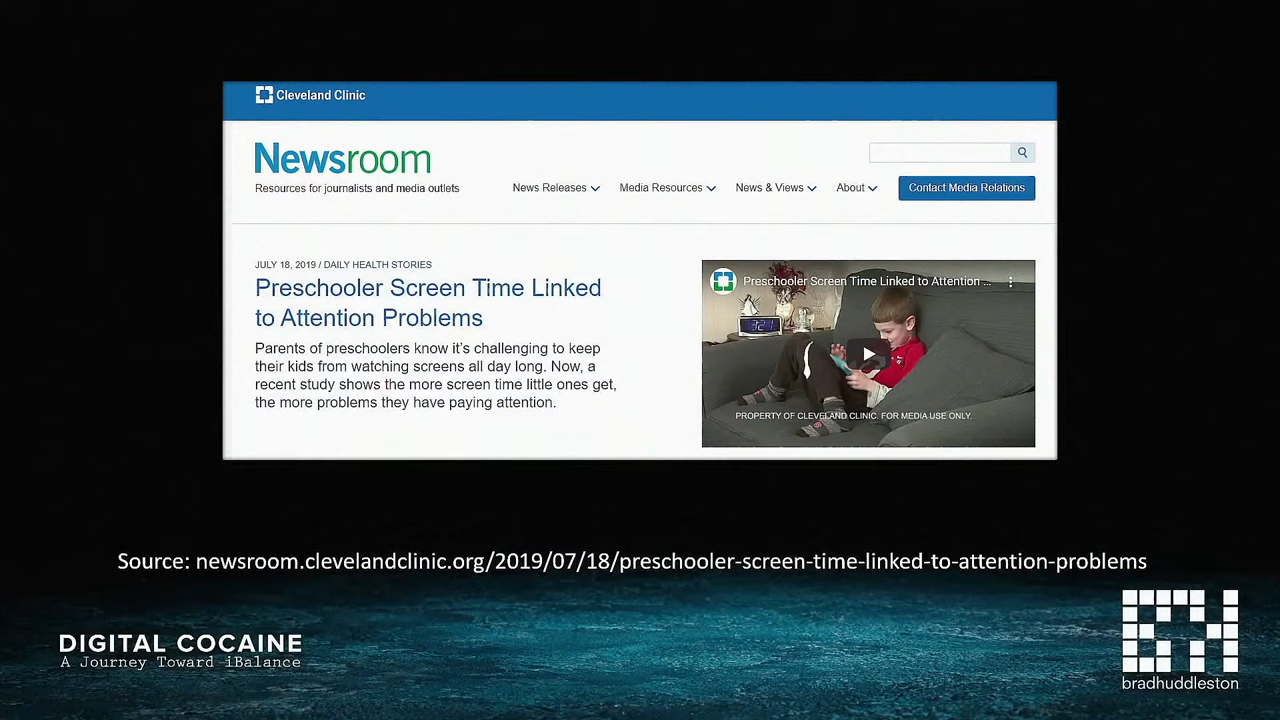 Cleveland Clinic
Newsroom
Resources for journalists and media outlets
News Releases
Media Resources
News & Views
About
Contact Media Relations
JULY 18, 2019 / DAILY HEALTH STORIES
Preschooler Screen Time Linked
to Attention Problems
Parents of preschoolers know it’s challenging to keep
their kids from watching screens all day long. Now, a
recent study shows the more screen time little ones get,
the more problems they have paying attention.
Preschooler Screen Time Linked to Attention ...
3:21
PROPERTY OF CLEVELAND CLINIC. FOR MEDIA USE ONLY.
Source: newsroom.clevelandclinic.org/2019/07/18/preschooler-screen-time-linked-to-attention-problems
DIGITAL COCAINE
A Journey Toward iBalance
bradhuddleston